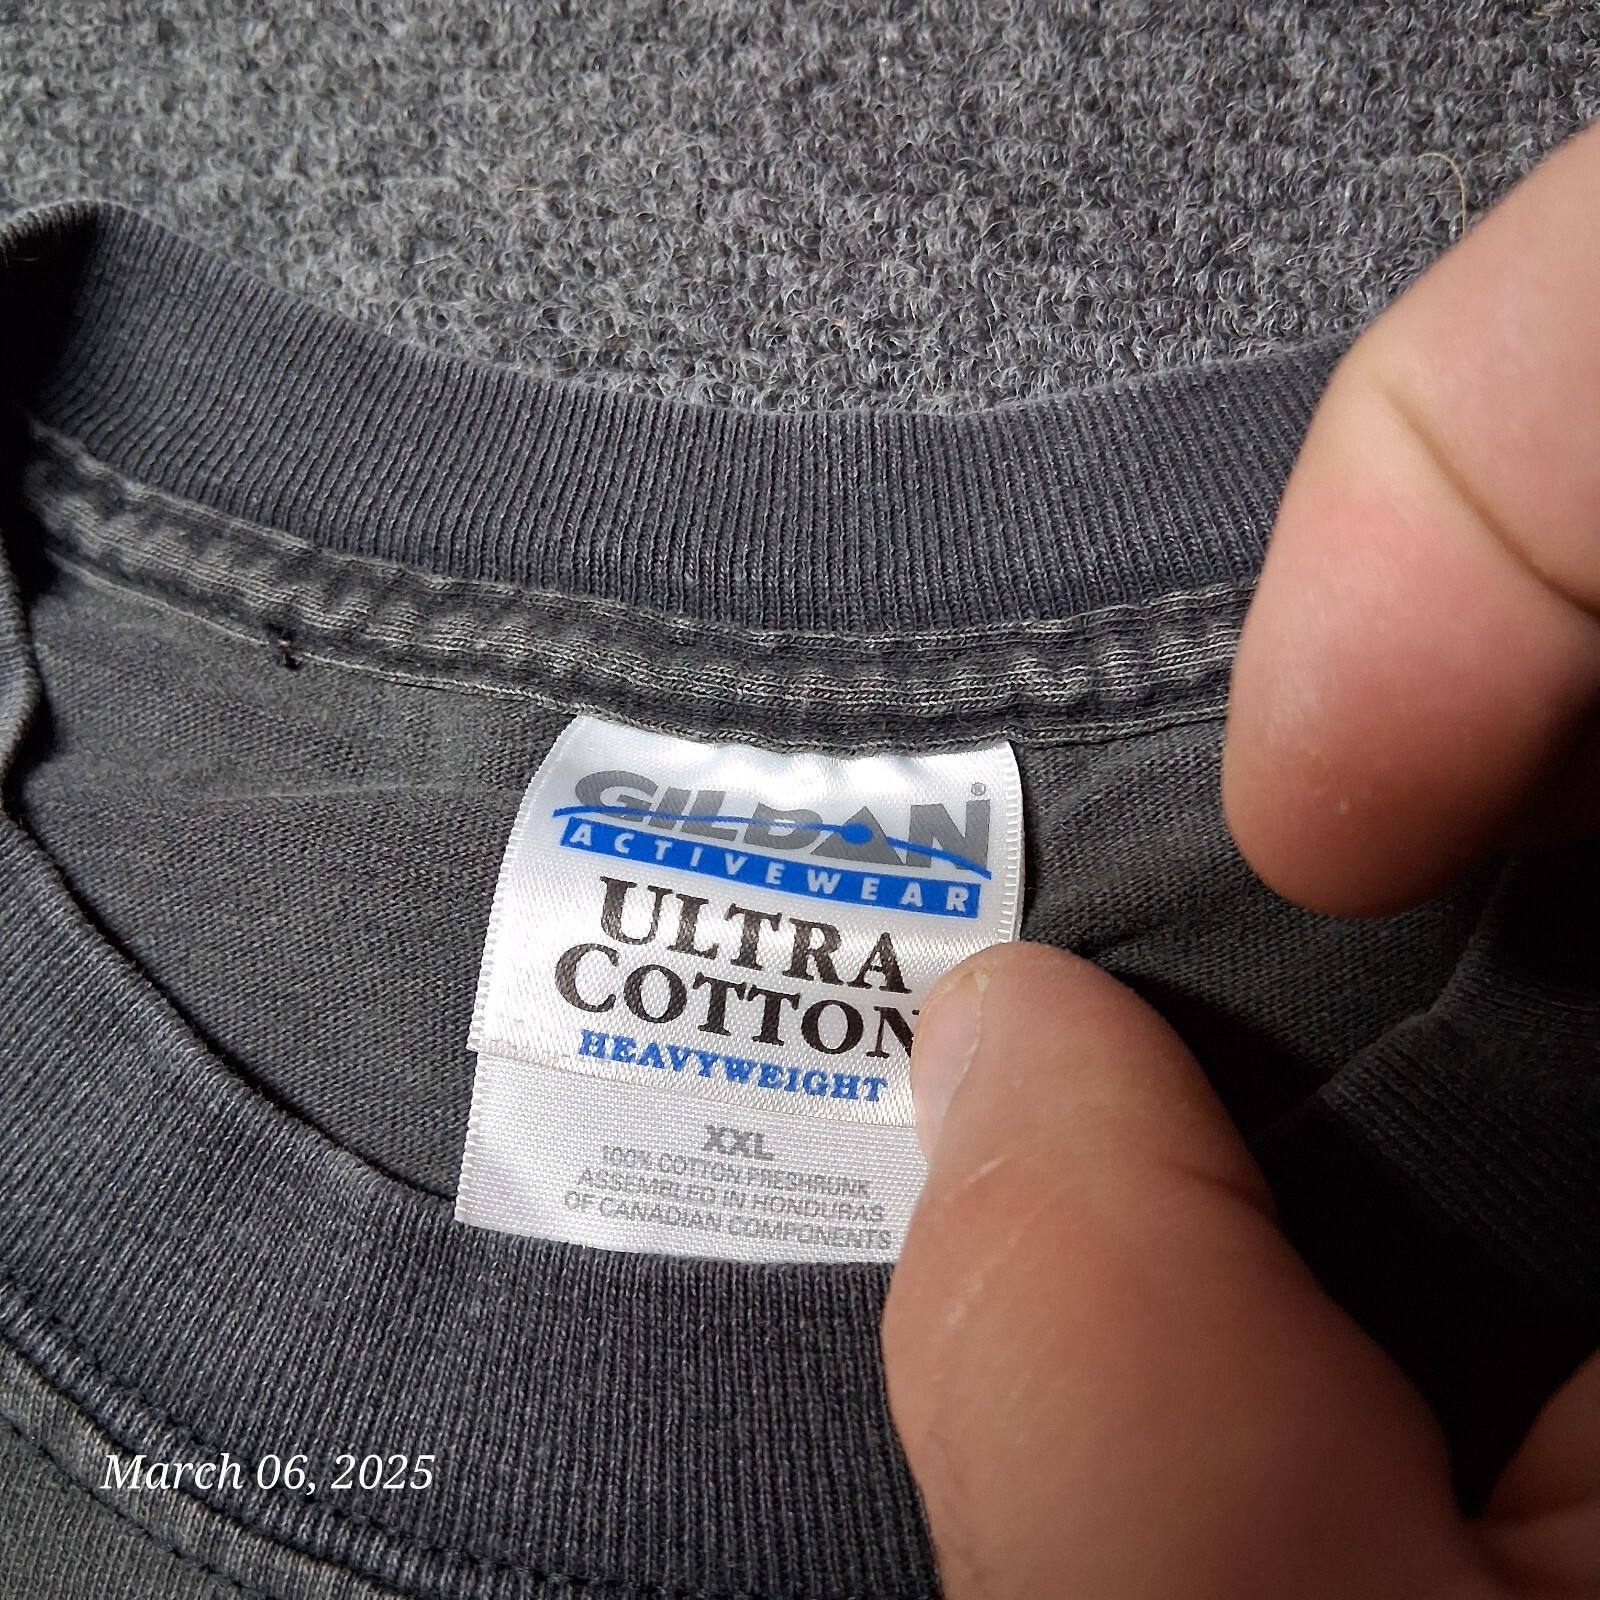 GILDAN®
ACTIVEWEAR
ULTRA
COTTON
HEAVYWEIGHT
XXL
100% COTTON PRESHRUNK
ASSEMBLED IN HONDURAS
OF CANADIAN COMPONENTS
March 06, 2025